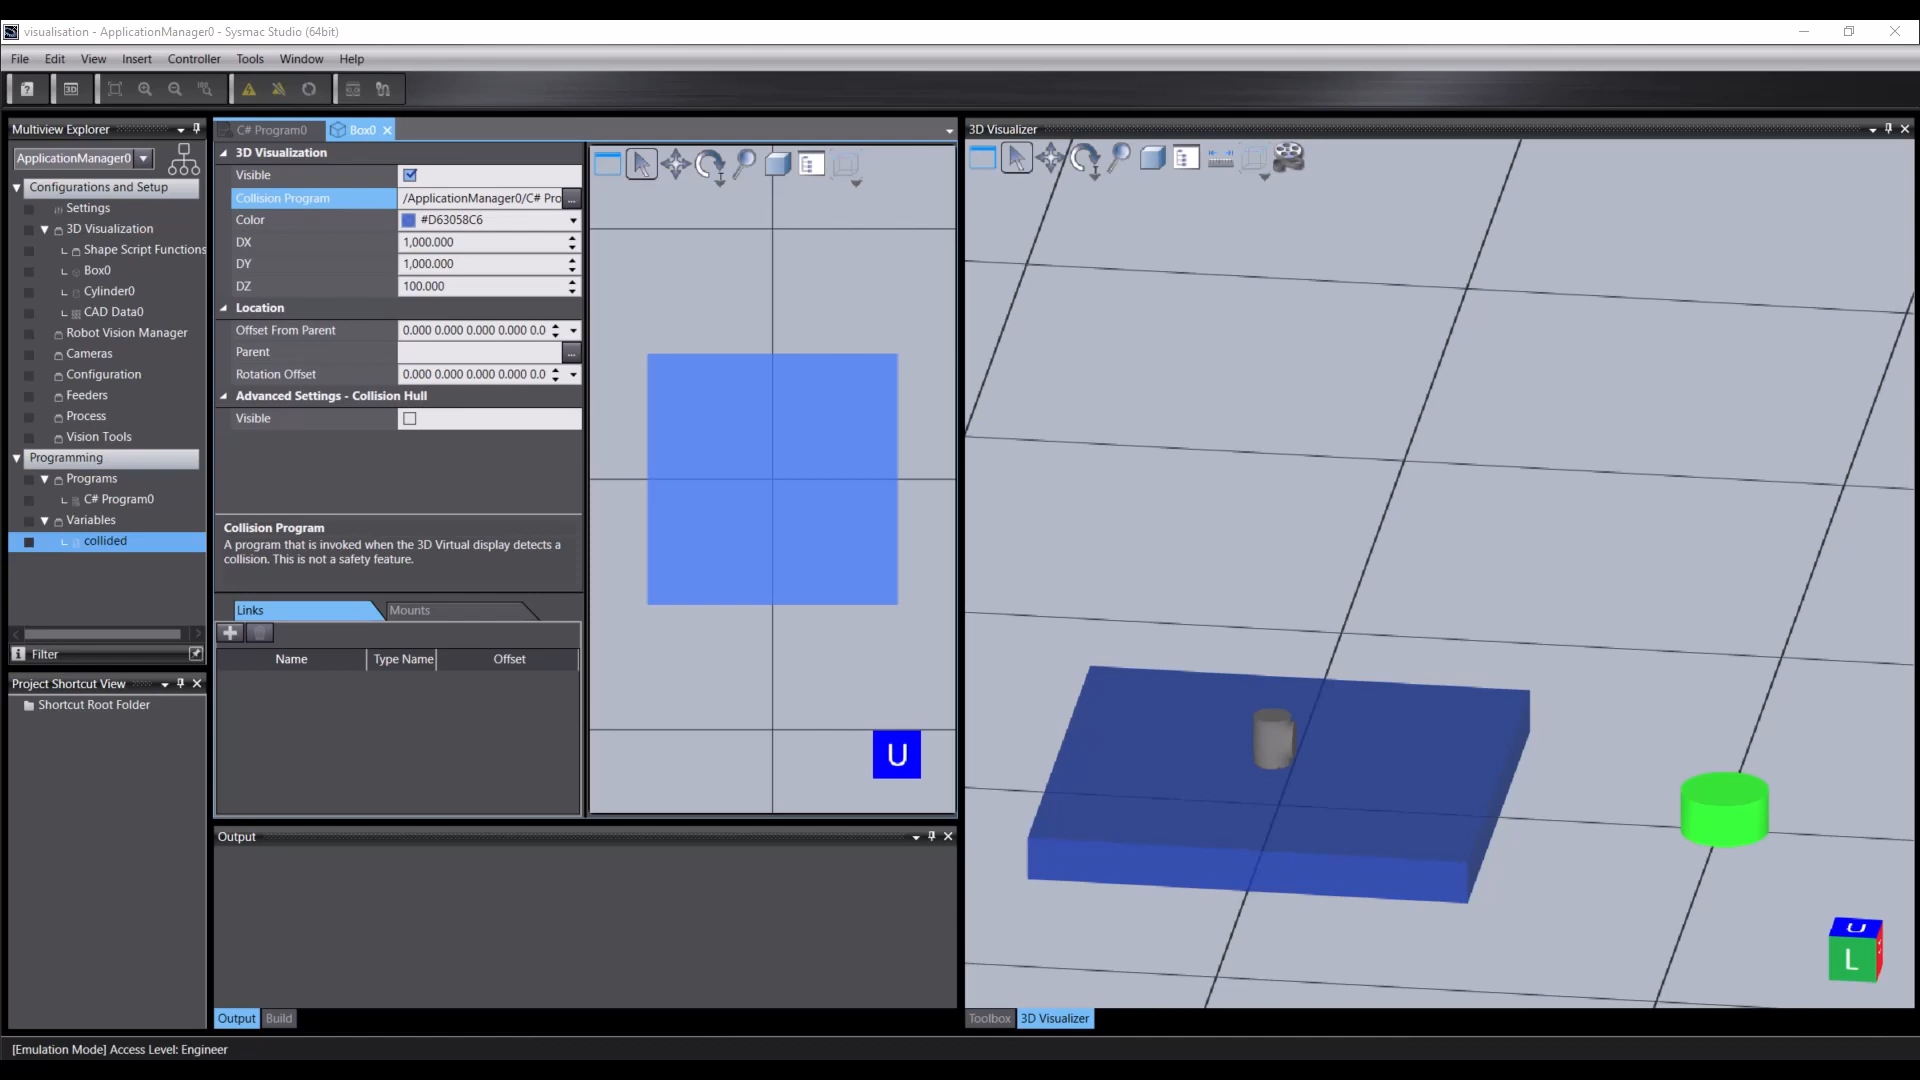 visualisation - ApplicationManager0 - Sysmac Studio (64bit)
File Edit View Insert Controller Tools Window Help
Multiview Explorer
ApplicationManager0
Configurations and Setup
Settings
3D Visualization
Shape Script Functions
Box0
Cylinder0
CAD Data0
Robot Vision Manager
Cameras
Configuration
Feeders
Process
Vision Tools
Programming
Programs
C# Program0
Variables
collided
Filter
Project Shortcut View
Shortcut Root Folder
C# Program0 Box0
3D Visualization
Visible
Collision Program /ApplicationManager0/C# Pro ...
Color #D63058C6
DX 1,000.000
DY 1,000.000
DZ 100.000
Location
Offset From Parent 0.000 0.000 0.000 0.000 0.0
Parent ...
Rotation Offset 0.000 0.000 0.000 0.000 0.0
Advanced Settings - Collision Hull
Visible
Collision Program
A program that is invoked when the 3D Virtual display detects a
collision. This is not a safety feature.
Links Mounts
Name Type Name Offset
U
Output
Output Build
3D Visualizer
U
L
Toolbox 3D Visualizer
[Emulation Mode] Access Level: Engineer